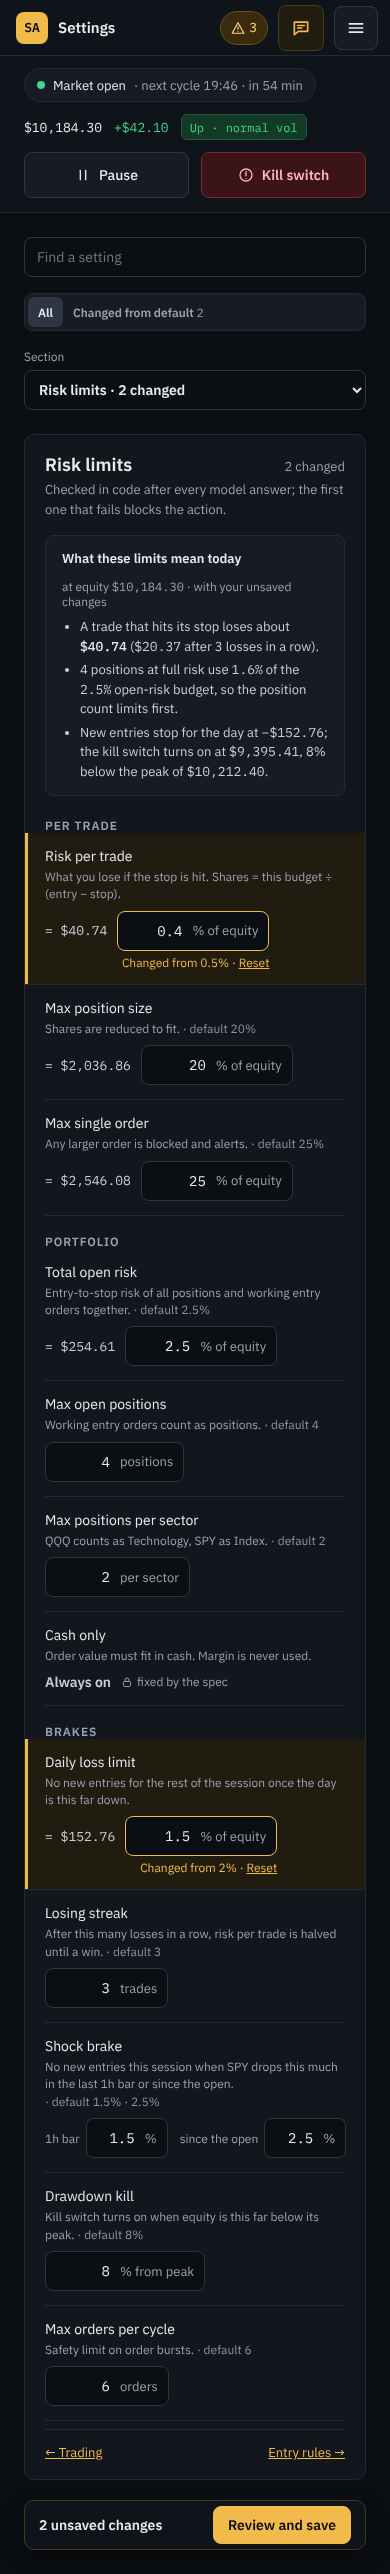 SA Settings 3
Market open · next cycle 19:46 · in 54 min
$10,184.30 +$42.10 Up · normal vol
Pause Kill switch
Find a setting
All Changed from default 2
Section
Risk limits · 2 changed
Risk limits 2 changed
Checked in code after every model answer; the first
one that fails blocks the action.
What these limits mean today
at equity $10,184.30 · with your unsaved
changes
• A trade that hits its stop loses about
$40.74 ($20.37 after 3 losses in a row).
• 4 positions at full risk use 1.6% of the
2.5% open-risk budget, so the position
count limits first.
• New entries stop for the day at −$152.76;
the kill switch turns on at $9,395.41, 8%
below the peak of $10,212.40.
PER TRADE
Risk per trade
What you lose if the stop is hit. Shares = this budget ÷
(entry − stop).
= $40.74 0.4 % of equity
Changed from 0.5% · Reset
Max position size
Shares are reduced to fit. · default 20%
= $2,036.86 20 % of equity
Max single order
Any larger order is blocked and alerts. · default 25%
= $2,546.08 25 % of equity
PORTFOLIO
Total open risk
Entry-to-stop risk of all positions and working entry
orders together. · default 2.5%
= $254.61 2.5 % of equity
Max open positions
Working entry orders count as positions. · default 4
4 positions
Max positions per sector
QQQ counts as Technology, SPY as Index. · default 2
2 per sector
Cash only
Order value must fit in cash. Margin is never used.
Always on fixed by the spec
BRAKES
Daily loss limit
No new entries for the rest of the session once the day
is this far down.
= $152.76 1.5 % of equity
Changed from 2% · Reset
Losing streak
After this many losses in a row, risk per trade is halved
until a win. · default 3
3 trades
Shock brake
No new entries this session when SPY drops this much
in the last 1h bar or since the open.
· default 1.5% · 2.5%
1h bar 1.5 % since the open 2.5 %
Drawdown kill
Kill switch turns on when equity is this far below its
peak. · default 8%
8 % from peak
Max orders per cycle
Safety limit on order bursts. · default 6
6 orders
← Trading Entry rules →
2 unsaved changes Review and save